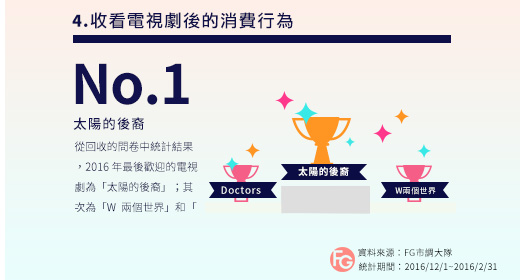 4.收看電視劇後的消費行為
No.1
太陽的後裔
從回收的問卷中統計結果
，2016 年最後歡迎的電視
劇為「太陽的後裔」；其
次為「W 兩個世界」和「
Doctors
太陽的後裔
W兩個世界
FG
資料來源：FG市調大隊
統計期間：2016/12/1~2016/2/31